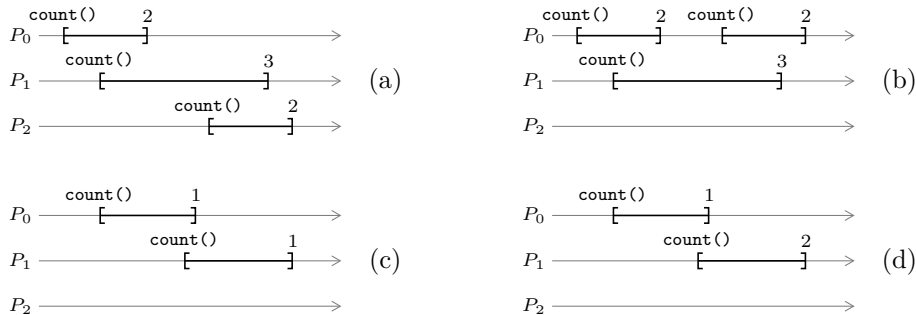 count() 2
P0
count() 3
P1
count() 2
P2
(a)
count() 2 count() 2
P0
count() 3
P1
P2
(b)
count() 1
P0
count() 1
P1
P2
(c)
count() 1
P0
count() 2
P1
P2
(d)